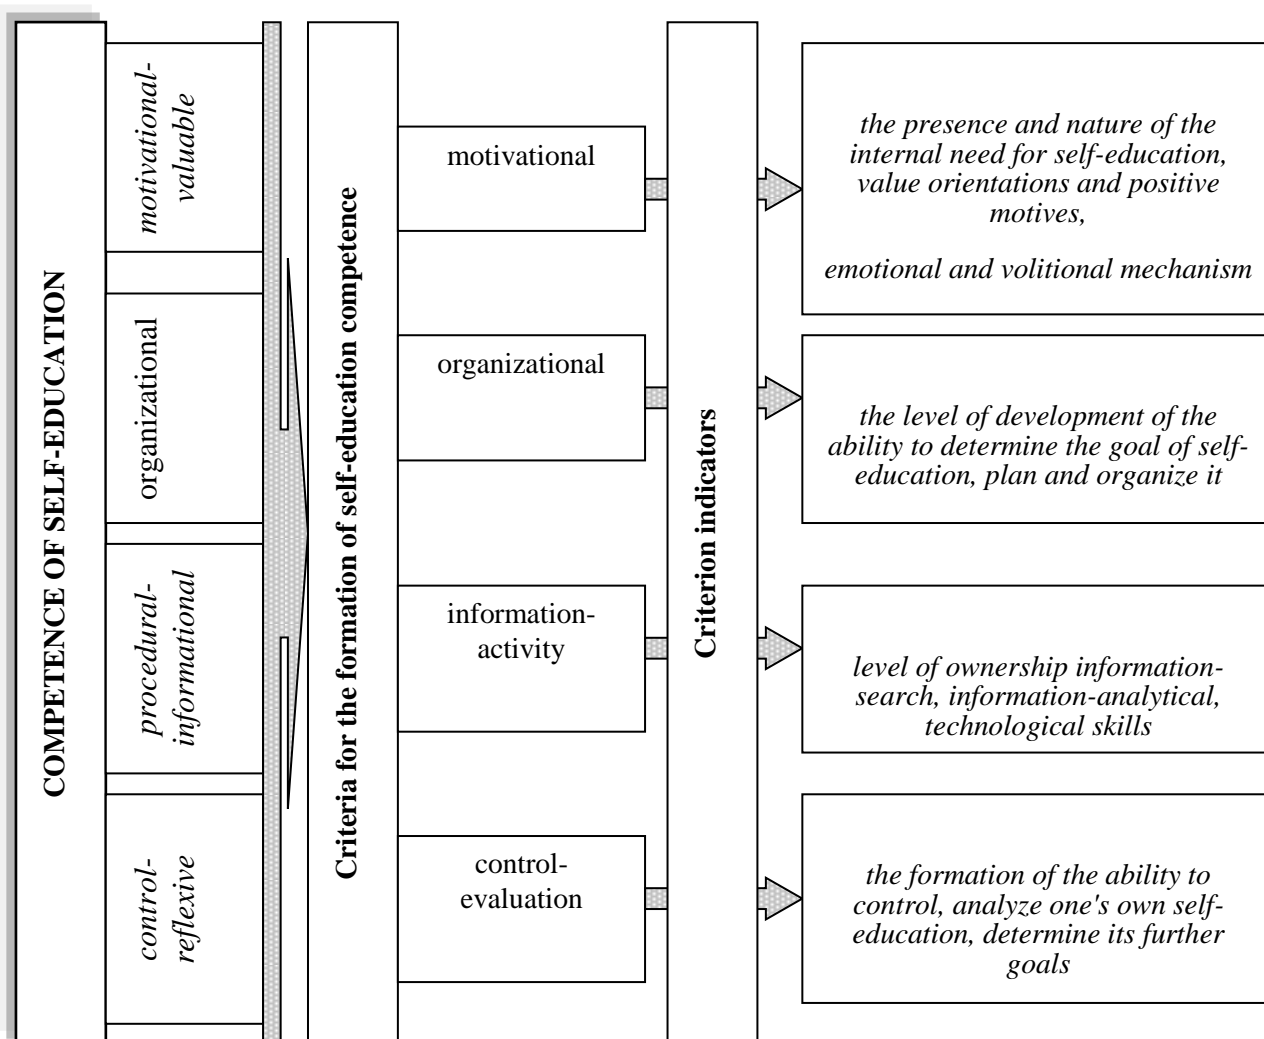 COMPETENCE OF SELF-EDUCATION
motivational-
valuable
organizational
procedural-
informational
control-
reflexive
Criteria for the formation of self-education competence
motivational
organizational
information-
activity
control-
evaluation
Criterion indicators
the presence and nature of the
internal need for self-education,
value orientations and positive
motives,
emotional and volitional mechanism
the level of development of the
ability to determine the goal of self-
education, plan and organize it
level of ownership information-
search, information-analytical,
technological skills
the formation of the ability to
control, analyze one's own self-
education, determine its further
goals